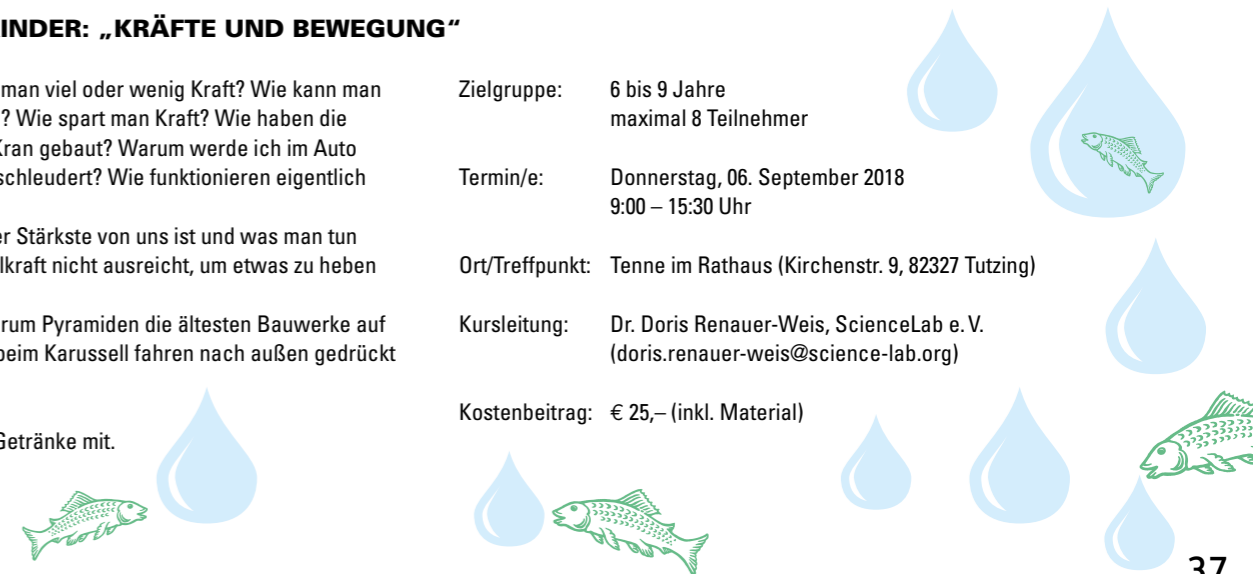 INDER: „KRÄFTE UND BEWEGUNG“
man viel oder wenig Kraft? Wie kann man
? Wie spart man Kraft? Wie haben die
Kran gebaut? Warum werde ich im Auto
schleudert? Wie funktionieren eigentlich
er Stärkste von uns ist und was man tun
lkraft nicht ausreicht, um etwas zu heben
rum Pyramiden die ältesten Bauwerke auf
beim Karussell fahren nach außen gedrückt
Getränke mit.
Zielgruppe: 6 bis 9 Jahre
maximal 8 Teilnehmer
Termin/e: Donnerstag, 06. September 2018
9:00 – 15:30 Uhr
Ort/Treffpunkt: Tenne im Rathaus (Kirchenstr. 9, 82327 Tutzing)
Kursleitung: Dr. Doris Renauer-Weis, ScienceLab e. V.
(doris.renauer-weis@science-lab.org)
Kostenbeitrag: € 25,– (inkl. Material)
37